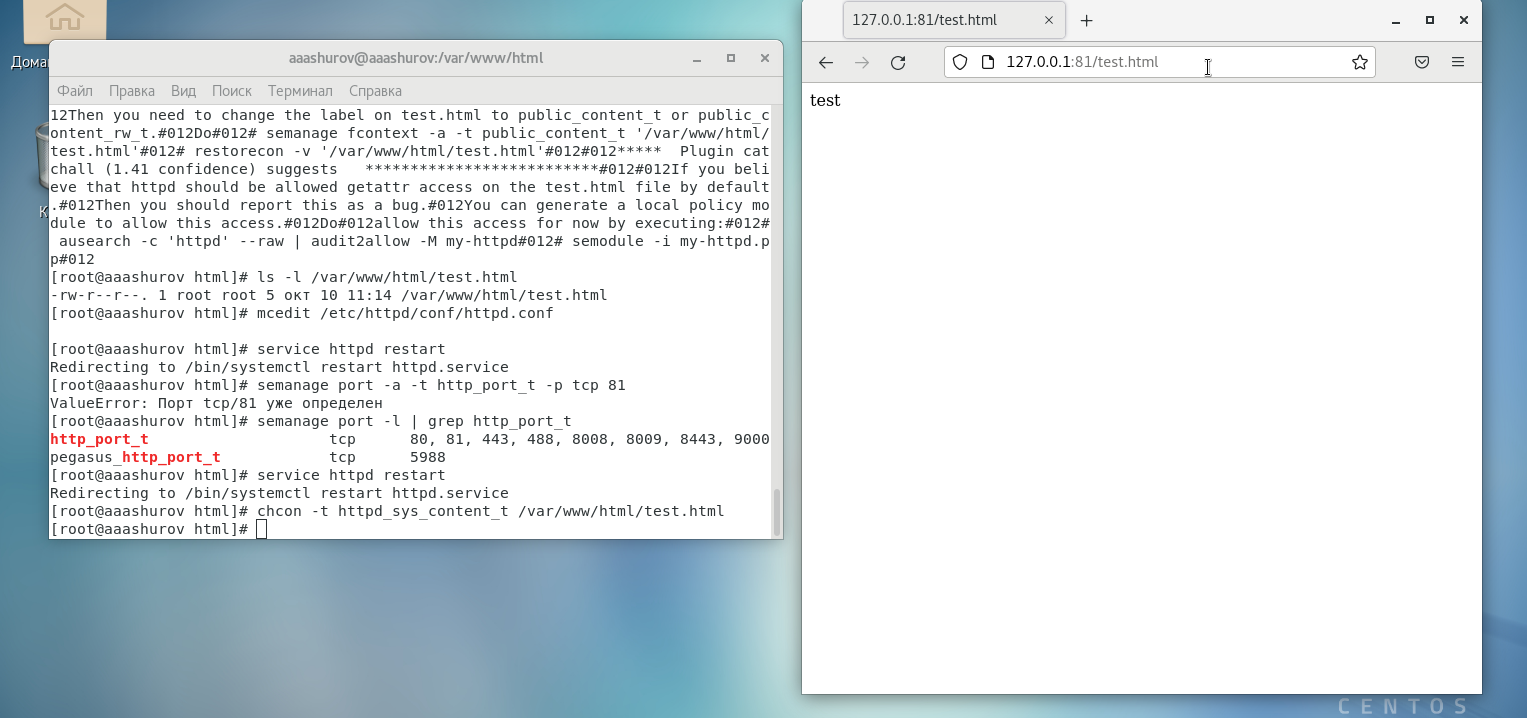 Дома
К
aaashurov@aaashurov:/var/www/html
Файл Правка Вид Поиск Терминал Справка
12Then you need to change the label on test.html to public_content_t or public_c
ontent_rw_t.#012Do#012# semanage fcontext -a -t public_content_t '/var/www/html/
test.html'#012# restorecon -v '/var/www/html/test.html'#012#012*****  Plugin cat
chall (1.41 confidence) suggests   **************************#012#012If you beli
eve that httpd should be allowed getattr access on the test.html file by default
.#012Then you should report this as a bug.#012You can generate a local policy mo
dule to allow this access.#012Do#012allow this access for now by executing:#012#
 ausearch -c 'httpd' --raw | audit2allow -M my-httpd#012# semodule -i my-httpd.p
p#012
[root@aaashurov html]# ls -l /var/www/html/test.html
-rw-r--r--. 1 root root 5 окт 10 11:14 /var/www/html/test.html
[root@aaashurov html]# mcedit /etc/httpd/conf/httpd.conf
[root@aaashurov html]# service httpd restart
Redirecting to /bin/systemctl restart httpd.service
[root@aaashurov html]# semanage port -a -t http_port_t -p tcp 81
ValueError: Порт tcp/81 уже определен
[root@aaashurov html]# semanage port -l | grep http_port_t
http_port_t                    tcp      80, 81, 443, 488, 8008, 8009, 8443, 9000
pegasus_http_port_t            tcp      5988
[root@aaashurov html]# service httpd restart
Redirecting to /bin/systemctl restart httpd.service
[root@aaashurov html]# chcon -t httpd_sys_content_t /var/www/html/test.html
[root@aaashurov html]#
127.0.0.1:81/test.html
127.0.0.1:81/test.html
test
CENTOS